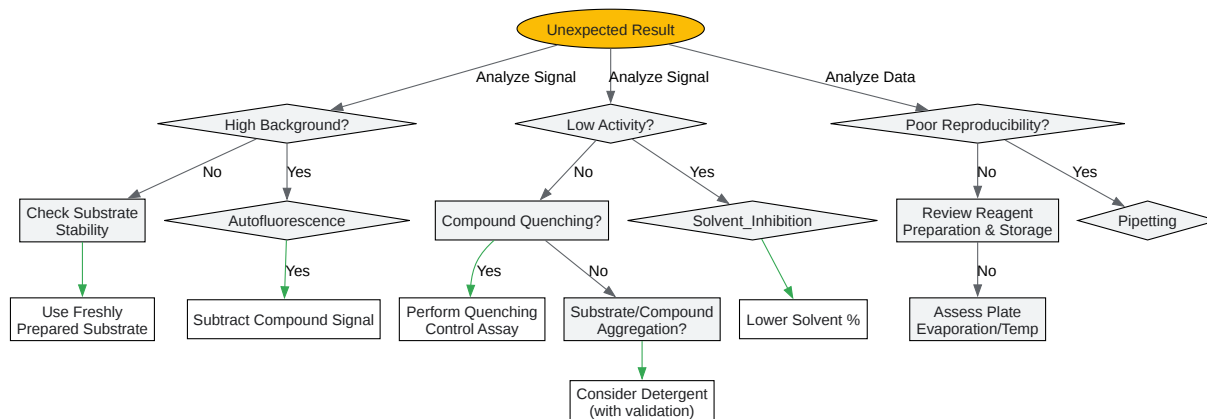 Unexpected Result
Analyze Signal
Analyze Signal
Analyze Data
High Background?
Low Activity?
Poor Reproducibility?
No
Yes
No
Yes
No
Yes
Check Substrate
Stability
Autofluorescence
Compound Quenching?
Solvent_Inhibition
Review Reagent
Preparation & Storage
Pipetting
Yes
Yes
No
No
Use Freshly
Prepared Substrate
Subtract Compound Signal
Perform Quenching
Control Assay
Substrate/Compound
Aggregation?
Lower Solvent %
Assess Plate
Evaporation/Temp
Consider Detergent
(with validation)